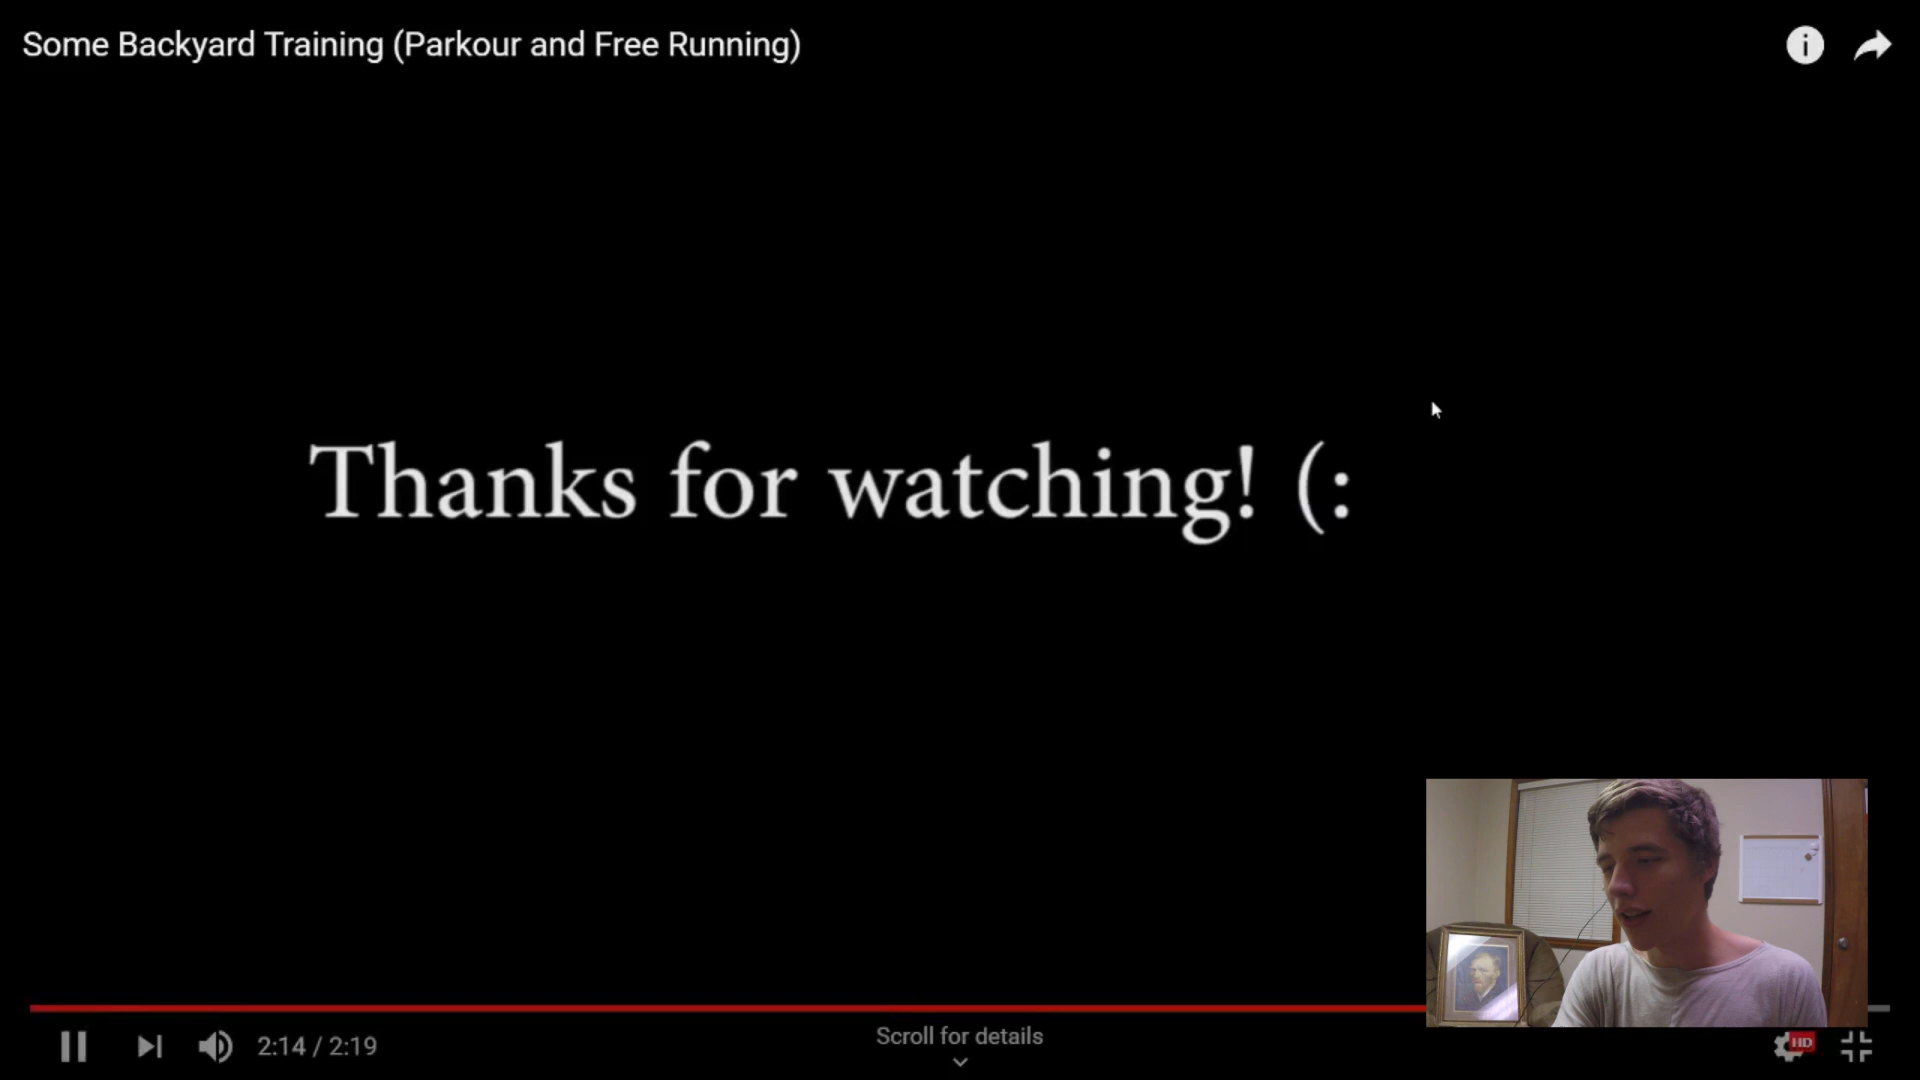 Some Backyard Training (Parkour and Free Running)
Thanks for watching! (:
Scroll for details
2:14 / 2:19
HD